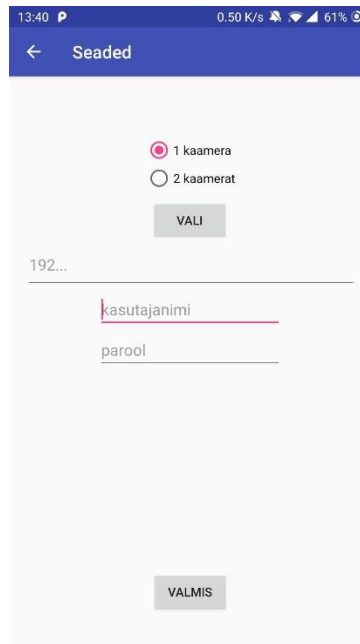 13:40 0.50 K/s 61%
Seaded
1 kaamera
2 kaamerat
VALI
192...
kasutajanimi
parool
VALMIS